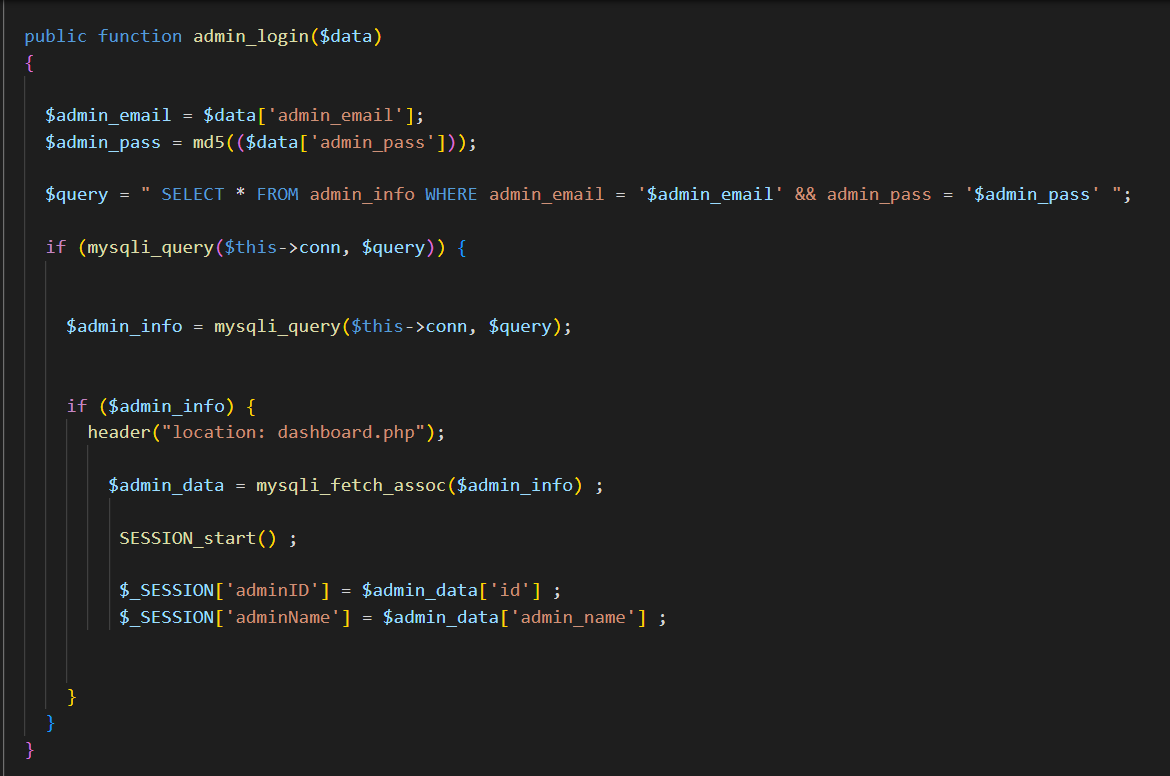 public function admin_login($data)
{
$admin_email = $data['admin_email'];
$admin_pass = md5(($data['admin_pass']));
$query = " SELECT * FROM admin_info WHERE admin_email = '$admin_email' && admin_pass = '$admin_pass' ";
if (mysqli_query($this->conn, $query)) {
$admin_info = mysqli_query($this->conn, $query);
if ($admin_info) {
header("location: dashboard.php");
$admin_data = mysqli_fetch_assoc($admin_info) ;
SESSION_start() ;
$_SESSION['adminID'] = $admin_data['id'] ;
$_SESSION['adminName'] = $admin_data['admin_name'] ;
}
}
}